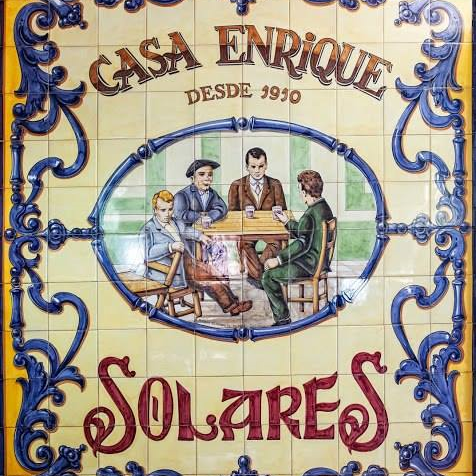 CASA ENRiQUE
DESDE 1910
SOLARES